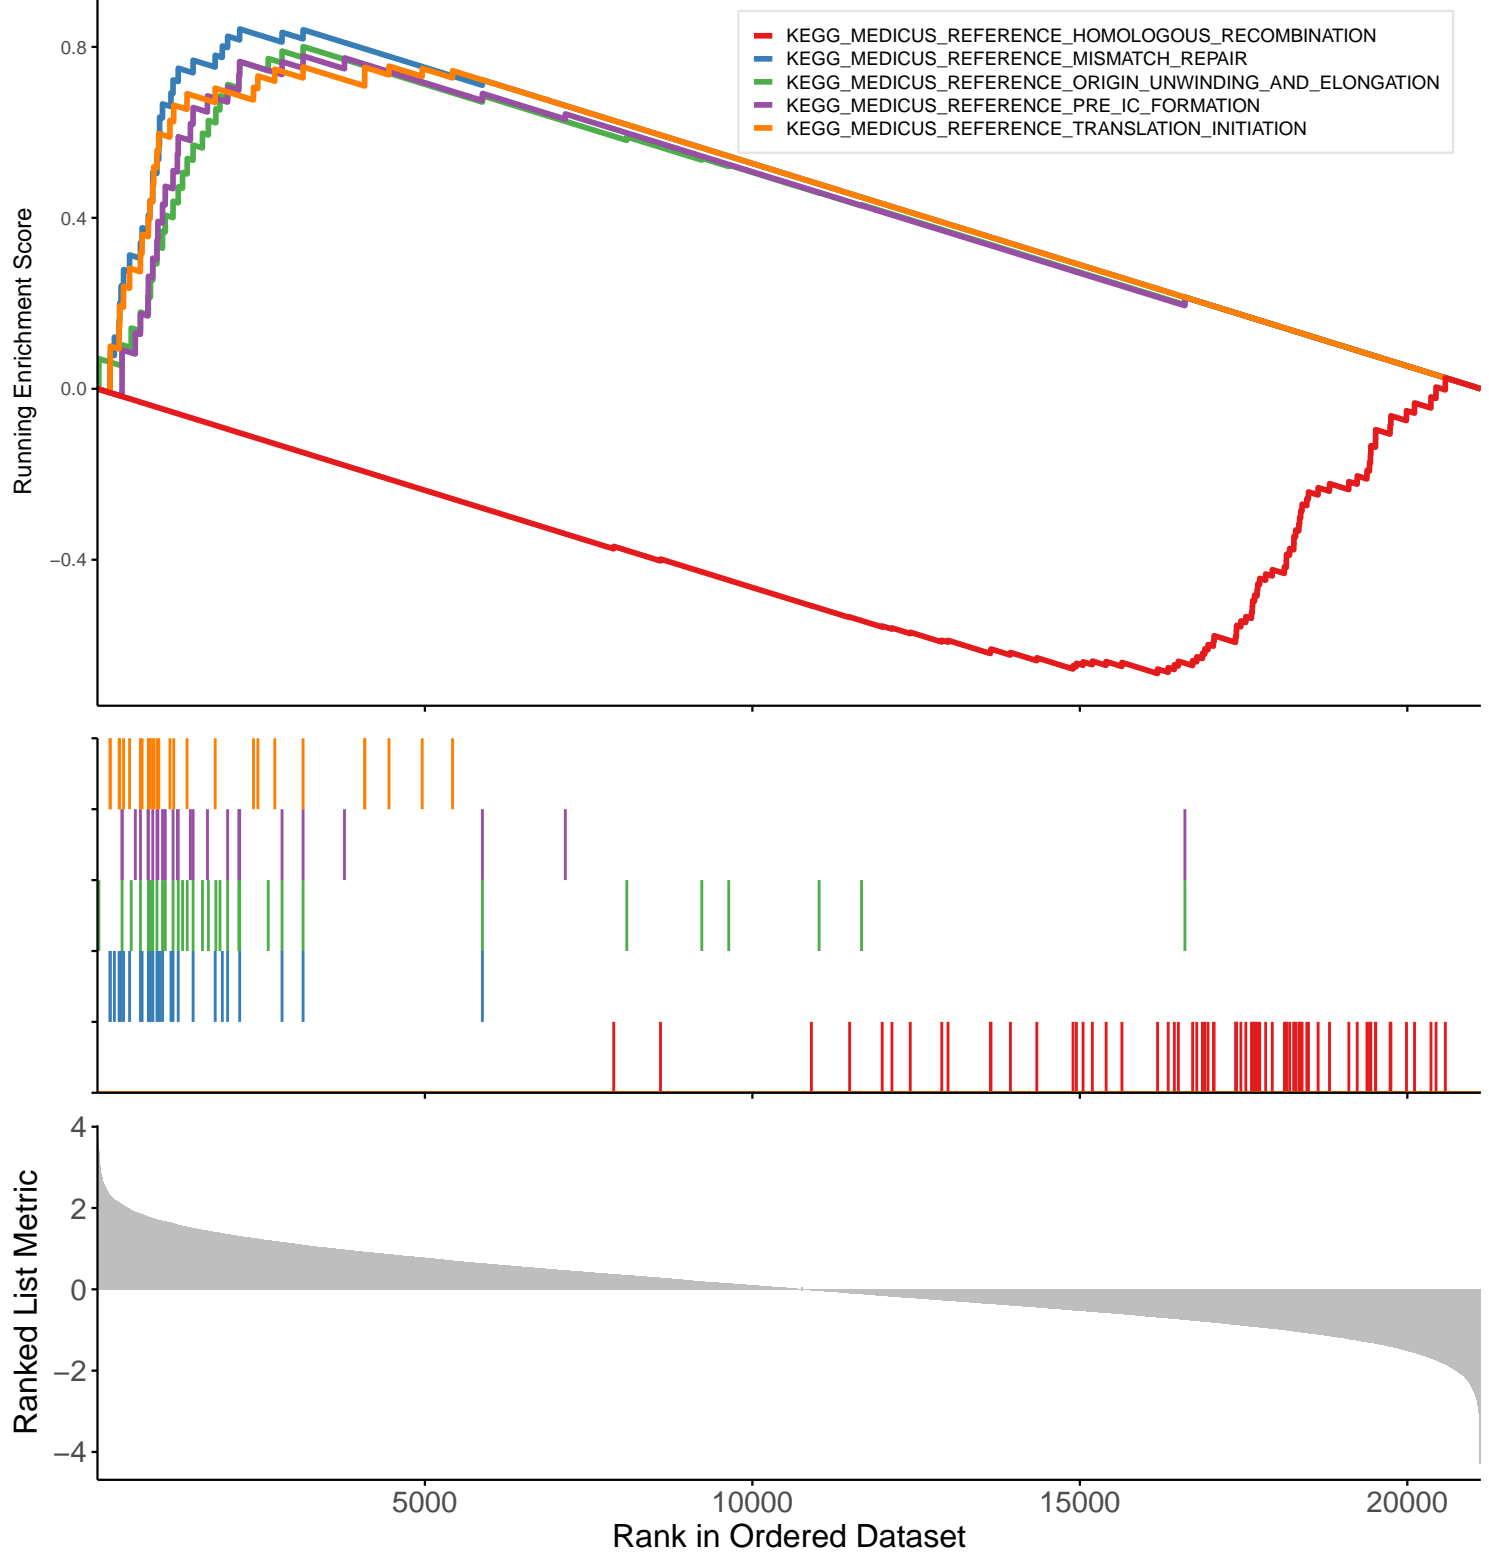 KEGG_MEDICUS_REFERENCE_HOMOLOGOUS_RECOMBINATION
KEGG_MEDICUS_REFERENCE_MISMATCH_REPAIR
KEGG_MEDICUS_REFERENCE_ORIGIN_UNWINDING_AND_ELONGATION
KEGG_MEDICUS_REFERENCE_PRE_IC_FORMATION
KEGG_MEDICUS_REFERENCE_TRANSLATION_INITIATION
Running Enrichment Score
0.8
0.4
0.0
−0.4
Ranked List Metric
4
2
0
−2
−4
5000 10000 15000 20000
Rank in Ordered Dataset